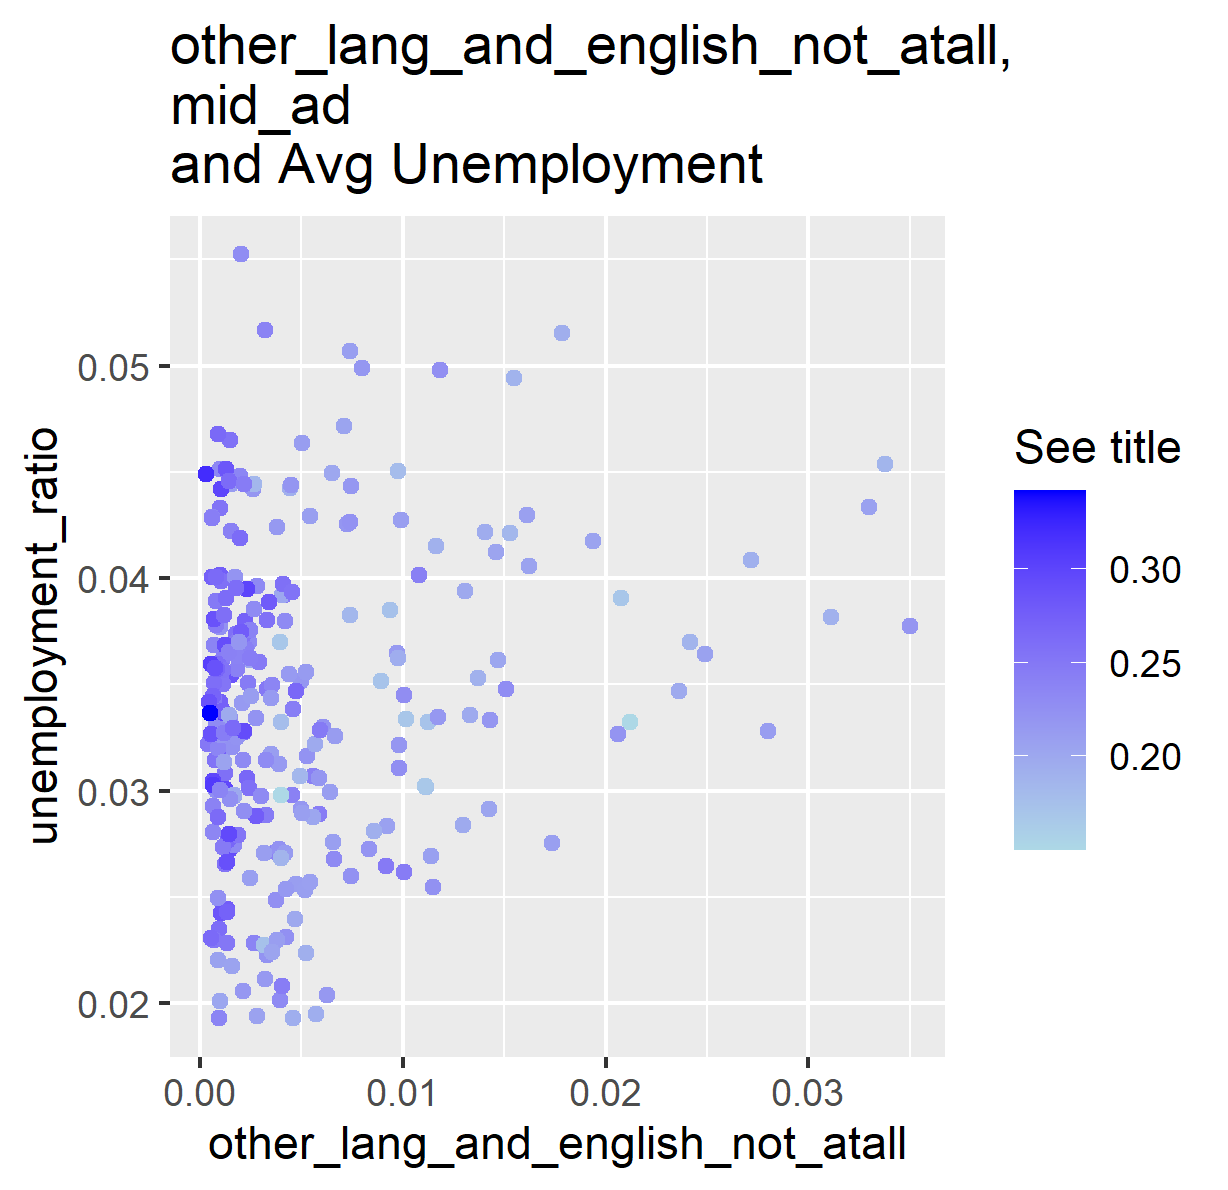 other_lang_and_english_not_atall,
mid_ad
and Avg Unemployment
unemployment_ratio
0.05
0.04
0.03
0.02
0.00
0.01
0.02
0.03
other_lang_and_english_not_atall
See title
0.30
0.25
0.20